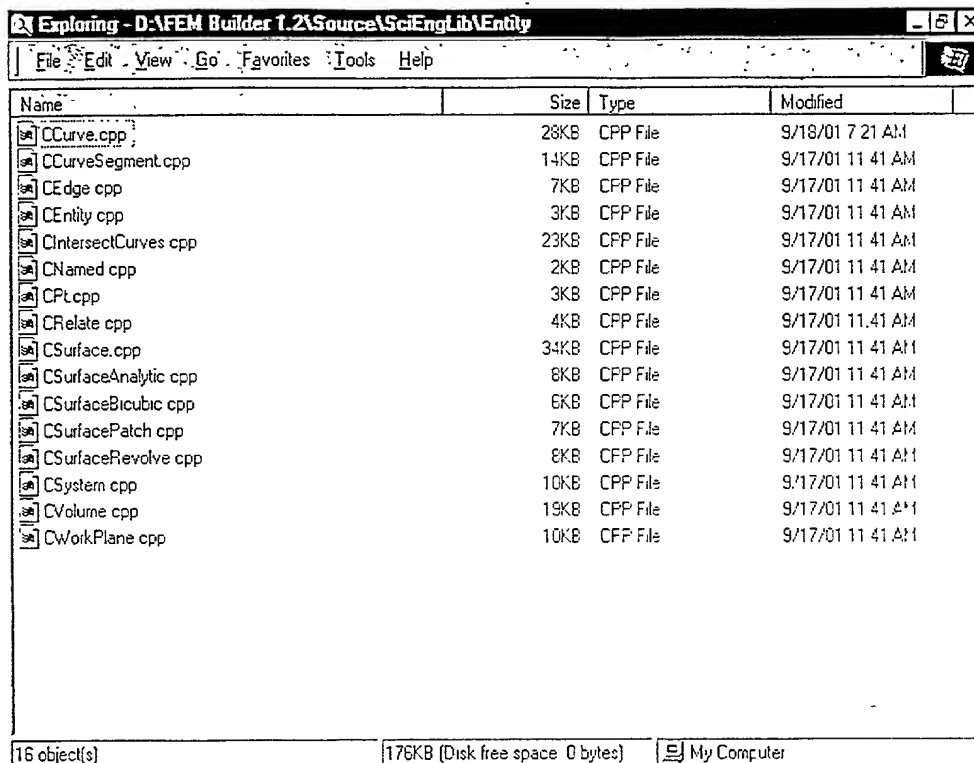 Exploring - D:\FEM Builder 1.2\Source\SciEngLib\Entity
File Edit View Go Favorites Tools Help
Name Size Type Modified
CCurve.cpp 28KB CPP File 9/18/01 7 21 AM
CCurveSegment.cpp 14KB CPP File 9/17/01 11 41 AM
CEdge cpp 7KB CPP File 9/17/01 11 41 AM
CEntity cpp 3KB CPP File 9/17/01 11 41 AM
CIntersectCurves cpp 23KB CPP File 9/17/01 11 41 AM
CNamed cpp 2KB CPP File 9/17/01 11 41 AM
CPt.cpp 3KB CPP File 9/17/01 11 41 AM
CRelate cpp 4KB CPP File 9/17/01 11.41 AM
CSurface.cpp 34KB CPP File 9/17/01 11 41 AM
CSurfaceAnalytic cpp 8KB CPP File 9/17/01 11 41 AM
CSurfaceBicubic cpp 6KB CPP File 9/17/01 11 41 AM
CSurfacePatch cpp 7KB CPP File 9/17/01 11 41 AM
CSurfaceRevolve cpp 8KB CPP File 9/17/01 11 41 AM
CSystem cpp 10KB CPP File 9/17/01 11 41 AM
CVolume cpp 19KB CPP File 9/17/01 11 41 AM
CWorkPlane cpp 10KB CPP File 9/17/01 11 41 AM
16 object(s) 176KB (Disk free space 0 bytes) My Computer